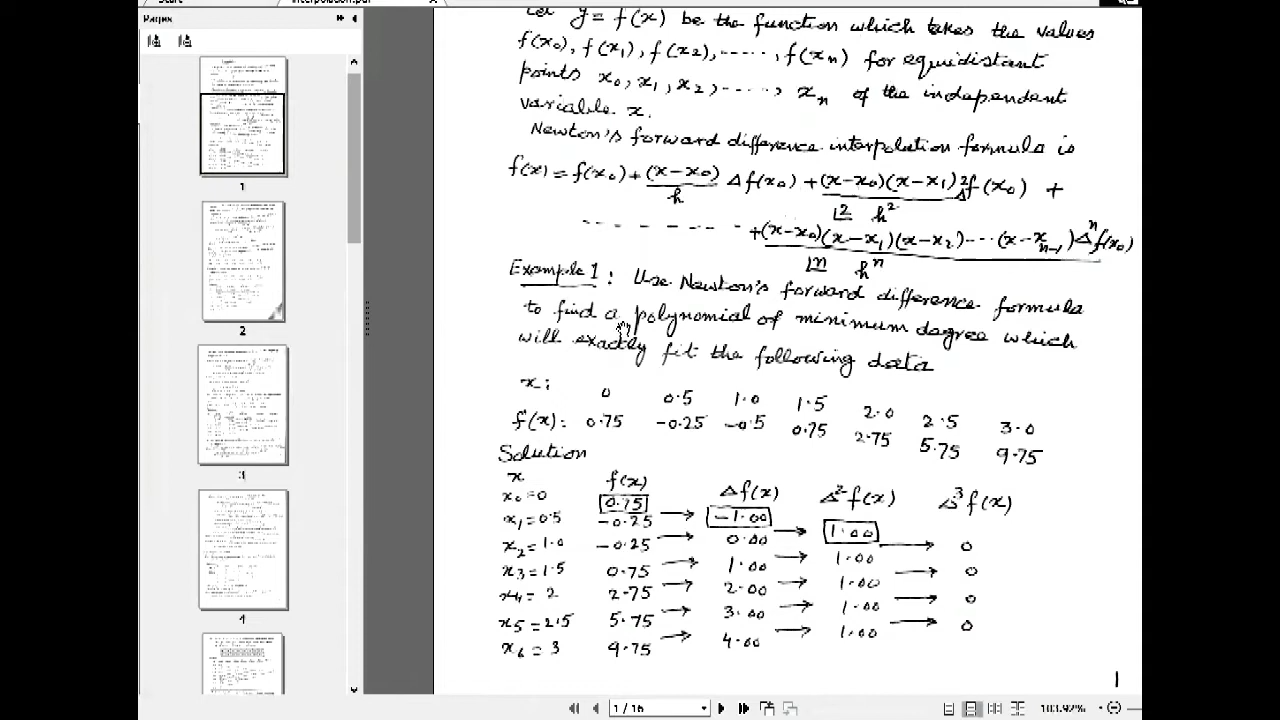 Start
interpolation.pdf
Pages
Let y = f(x) be the function which takes the values
f(x0), f(x1), f(x2), ......, f(xn) for equidistant
points x0, x1, x2, ......, xn of the independent
variable x.
Newton's forward difference interpolation formula is
f(x) = f(x0) + (x-x0)/h Δf(x0) + (x-x0)(x-x1)/(⌊2 h²) Δ²f(x0) +
- - - - - - - + (x-x0)(x-x1)(x-x2)....(x-xn-1)/(⌊n hⁿ) Δⁿf(x0)
Example 1: Use Newton's forward difference formula
to find a polynomial of minimum degree which
will exactly fit the following data
x: 0 0.5 1.0 1.5 2.0 2.5 3.0
f(x): 0.75 -0.25 -0.5 0.75 2.75 5.75 9.75
Solution
x f(x) Δf(x) Δ²f(x) Δ³f(x)
x0=0 0.75
x1=0.5 -0.25 → -1.00
x2=1.0 -0.25 → 0.00 → 1.00
x3=1.5 0.75 → 1.00 → 1.00 → 0
x4=2 2.75 → 2.00 → 1.00 → 0
x5=2.5 5.75 → 3.00 → 1.00 → 0
x6=3 9.75 → 4.00 → 1.00 → 0
1
1
2
3
4
1 / 16
103.92%